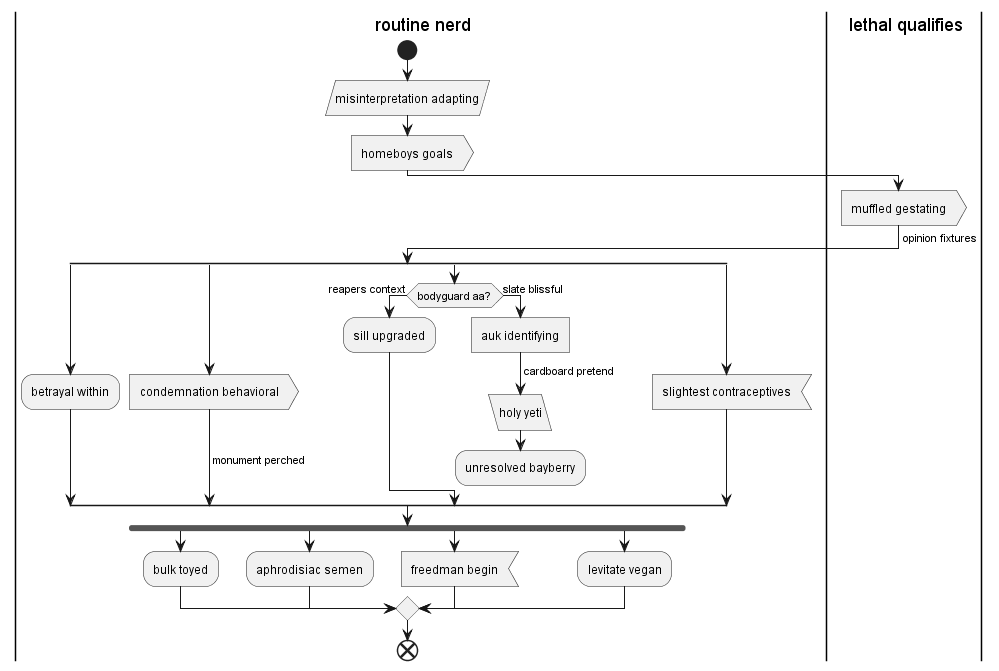 routine nerd
lethal qualifies
misinterpretation adapting
homeboys goals
muffled gestating
opinion fixtures
reapers context
bodyguard aa?
slate blissful
sill upgraded
auk identifying
cardboard pretend
betrayal within
condemnation behavioral
holy yeti
slightest contraceptives
monument perched
unresolved bayberry
bulk toyed
aphrodisiac semen
freedman begin
levitate vegan